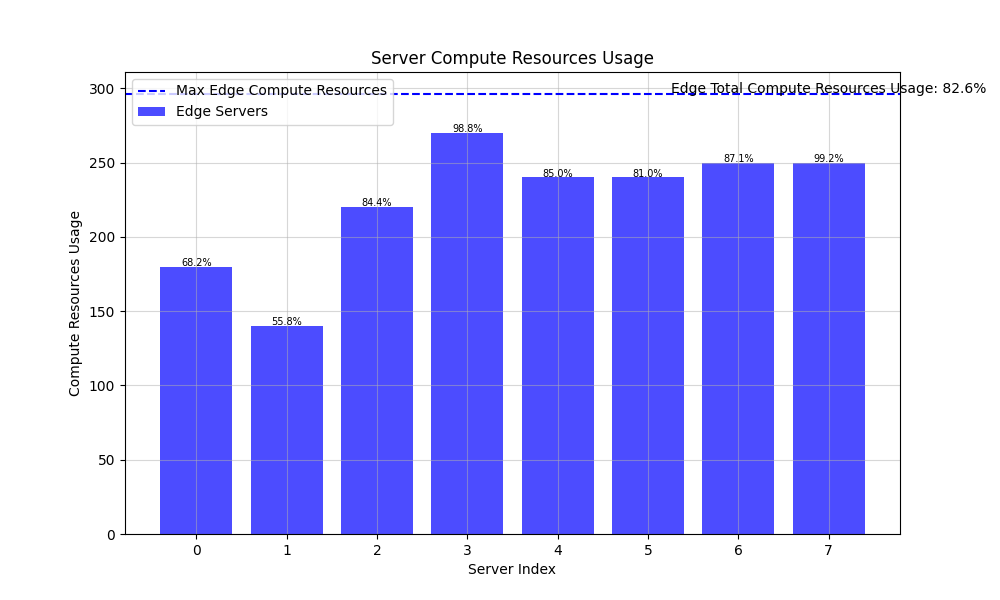 Server Compute Resources Usage
Max Edge Compute Resources
Edge Servers
Edge Total Compute Resources Usage: 82.6%
300
250
200
150
100
50
0
Compute Resources Usage
68.2%
55.8%
84.4%
98.8%
85.0%
81.0%
87.1%
99.2%
0 1 2 3 4 5 6 7
Server Index